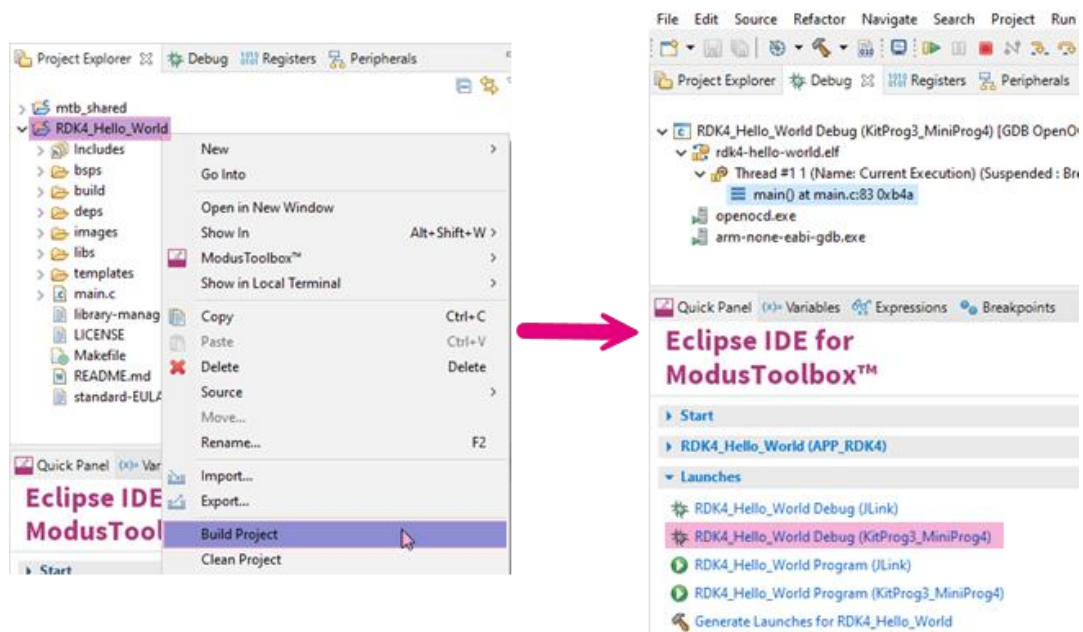 Project Explorer Debug Registers Peripherals
mtb_shared
RDK4_Hello_World
Includes
bsps
build
deps
images
libs
templates
main.c
library-manag
LICENSE
Makefile
README.md
standard-EULA
New
Go Into
Open in New Window
Show In Alt+Shift+W >
ModusToolbox™
Show in Local Terminal
Copy Ctrl+C
Paste Ctrl+V
Delete Delete
Source
Move...
Rename... F2
Import...
Export...
Build Project
Clean Project
Quick Panel (x)= Var
Eclipse IDE
ModusTool
Start
File Edit Source Refactor Navigate Search Project Run
Project Explorer Debug Registers Peripherals
RDK4_Hello_World Debug (KitProg3_MiniProg4) [GDB OpenO
rdk4-hello-world.elf
Thread #1 1 (Name: Current Execution) (Suspended : Bre
main() at main.c:83 0xb4a
openocd.exe
arm-none-eabi-gdb.exe
Quick Panel (x)= Variables Expressions Breakpoints
Eclipse IDE for
ModusToolbox™
Start
RDK4_Hello_World (APP_RDK4)
Launches
RDK4_Hello_World Debug (JLink)
RDK4_Hello_World Debug (KitProg3_MiniProg4)
RDK4_Hello_World Program (JLink)
RDK4_Hello_World Program (KitProg3_MiniProg4)
Generate Launches for RDK4_Hello_World